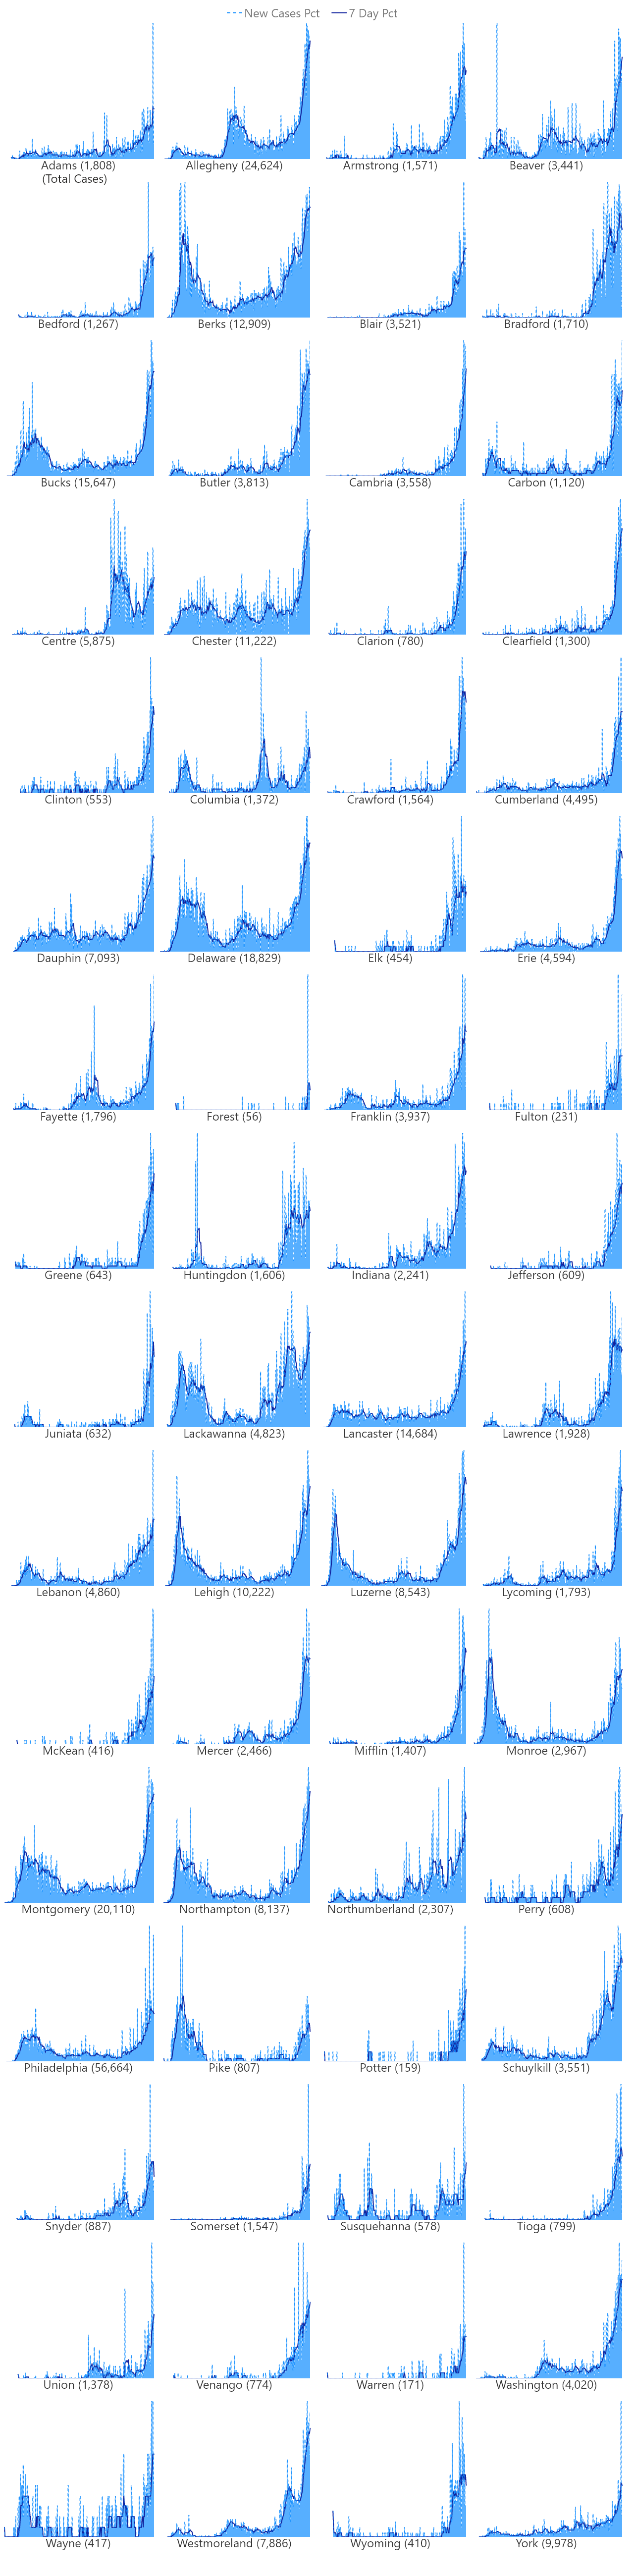 New Cases Pct 7 Day Pct
Adams (1,808) Allegheny (24,624) Armstrong (1,571) Beaver (3,441)
(Total Cases)
Bedford (1,267) Berks (12,909) Blair (3,521) Bradford (1,710)
Bucks (15,647) Butler (3,813) Cambria (3,558) Carbon (1,120)
Centre (5,875) Chester (11,222) Clarion (780) Clearfield (1,300)
Clinton (553) Columbia (1,372) Crawford (1,564) Cumberland (4,495)
Dauphin (7,093) Delaware (18,829) Elk (454) Erie (4,594)
Fayette (1,796) Forest (56) Franklin (3,937) Fulton (231)
Greene (643) Huntingdon (1,606) Indiana (2,241) Jefferson (609)
Juniata (632) Lackawanna (4,823) Lancaster (14,684) Lawrence (1,928)
Lebanon (4,860) Lehigh (10,222) Luzerne (8,543) Lycoming (1,793)
McKean (416) Mercer (2,466) Mifflin (1,407) Monroe (2,967)
Montgomery (20,110) Northampton (8,137) Northumberland (2,307) Perry (608)
Philadelphia (56,664) Pike (807) Potter (159) Schuylkill (3,551)
Snyder (887) Somerset (1,547) Susquehanna (578) Tioga (799)
Union (1,378) Venango (774) Warren (171) Washington (4,020)
Wayne (417) Westmoreland (7,886) Wyoming (410) York (9,978)